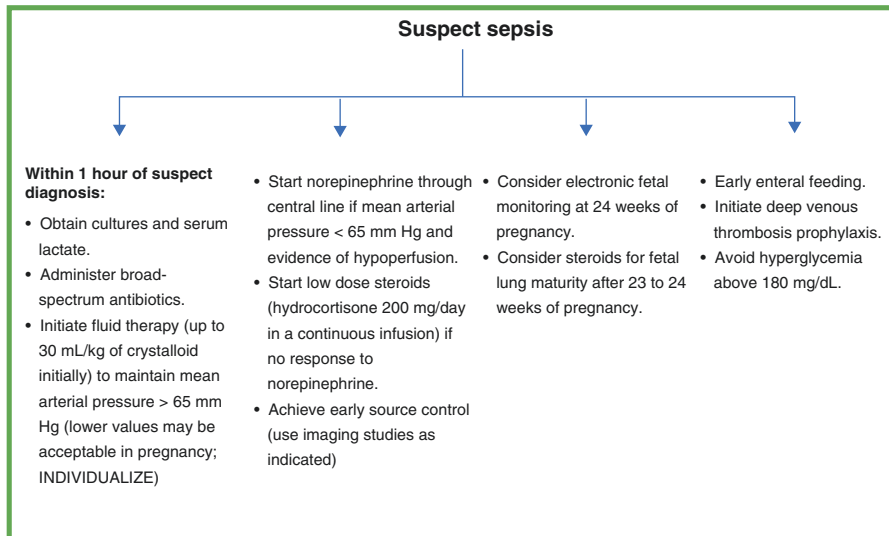 Suspect sepsis
Within 1 hour of suspect
diagnosis:
• Obtain cultures and serum
lactate.
• Administer broad-
spectrum antibiotics.
• Initiate fluid therapy (up to
30 mL/kg of crystalloid
initially) to maintain mean
arterial pressure > 65 mm
Hg (lower values may be
acceptable in pregnancy;
INDIVIDUALIZE)
• Start norepinephrine through
central line if mean arterial
pressure < 65 mm Hg and
evidence of hypoperfusion.
• Start low dose steroids
(hydrocortisone 200 mg/day
in a continuous infusion) if
no response to
norepinephrine.
• Achieve early source control
(use imaging studies as
indicated)
• Consider electronic fetal
monitoring at 24 weeks of
pregnancy.
• Consider steroids for fetal
lung maturity after 23 to 24
weeks of pregnancy.
• Early enteral feeding.
• Initiate deep venous
thrombosis prophylaxis.
• Avoid hyperglycemia
above 180 mg/dL.